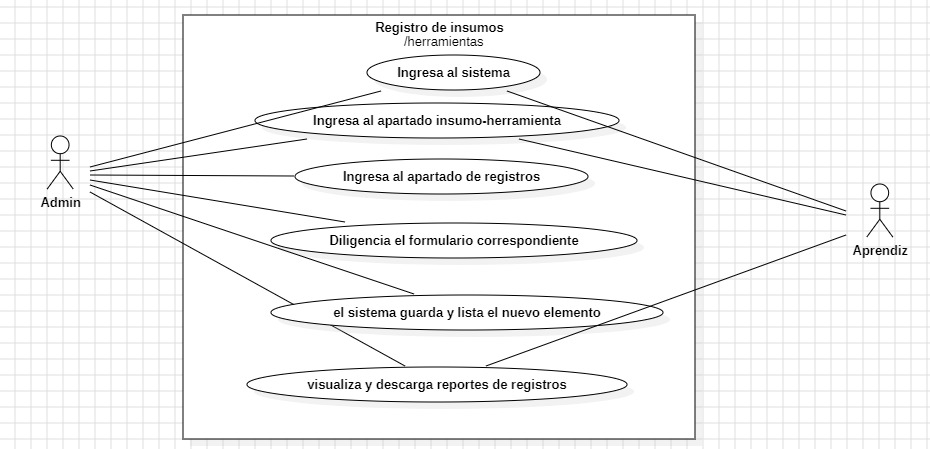 Registro de insumos
/herramientas
Ingresa al sistema
Ingresa al apartado insumo-herramienta
Ingresa al apartado de registros
Admin
Aprendiz
Diligencia el formulario correspondiente
el sistema guarda y lista el nuevo elemento
visualiza y descarga reportes de registros